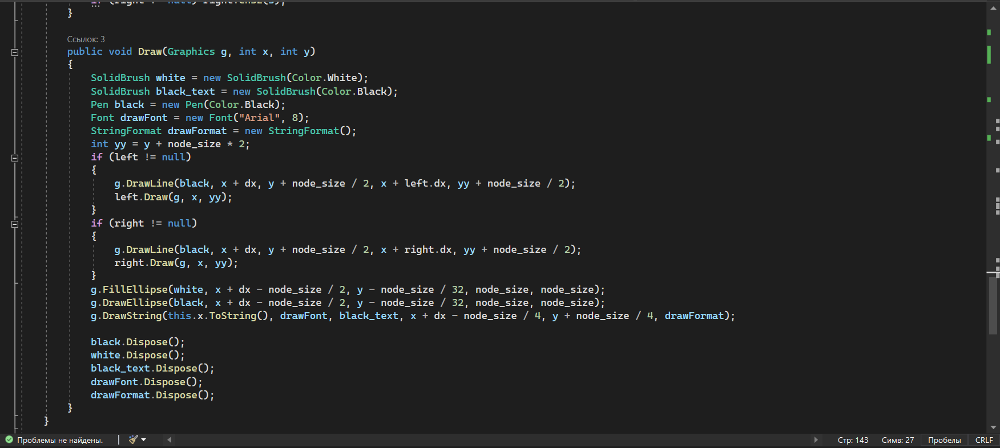 }
Ссылок: 3
public void Draw(Graphics g, int x, int y)
{
SolidBrush white = new SolidBrush(Color.White);
SolidBrush black_text = new SolidBrush(Color.Black);
Pen black = new Pen(Color.Black);
Font drawFont = new Font("Arial", 8);
StringFormat drawFormat = new StringFormat();
int yy = y + node_size * 2;
if (left != null)
{
g.DrawLine(black, x + dx, y + node_size / 2, x + left.dx, yy + node_size / 2);
left.Draw(g, x, yy);
}
if (right != null)
{
g.DrawLine(black, x + dx, y + node_size / 2, x + right.dx, yy + node_size / 2);
right.Draw(g, x, yy);
}
g.FillEllipse(white, x + dx - node_size / 2, y - node_size / 32, node_size, node_size);
g.DrawEllipse(black, x + dx - node_size / 2, y - node_size / 32, node_size, node_size);
g.DrawString(this.x.ToString(), drawFont, black_text, x + dx - node_size / 4, y + node_size / 4, drawFormat);
black.Dispose();
white.Dispose();
black_text.Dispose();
drawFont.Dispose();
drawFormat.Dispose();
}
}
Проблемы не найдены. Стр: 143 Симв: 27 Пробелы CRLF